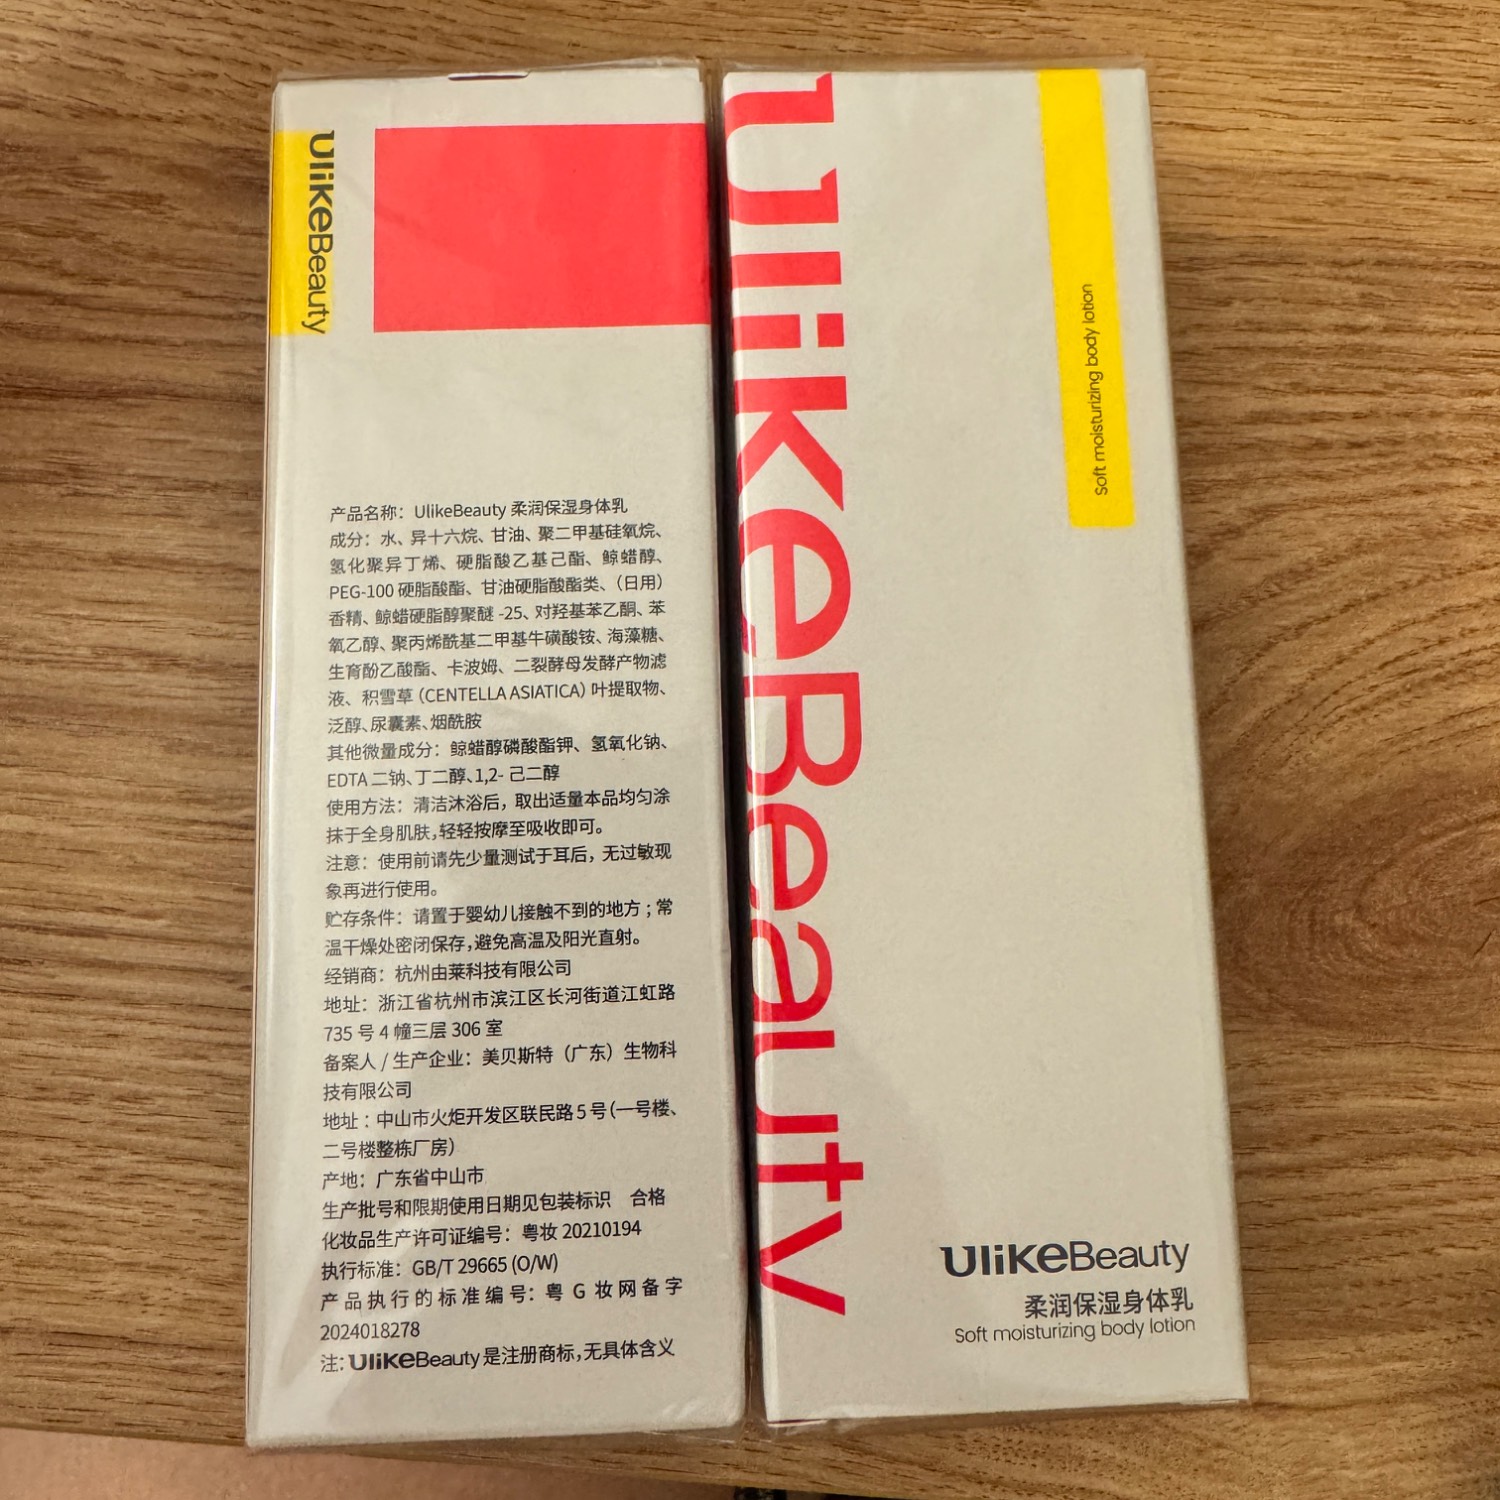 UlikeBeauty
产品名称：UlikeBeauty 柔润保湿身体乳
成分：水、异十六烷、甘油、聚二甲基硅氧烷、
氢化聚异丁烯、硬脂酸乙基己酯、鲸蜡醇、
PEG-100 硬脂酸酯、甘油硬脂酸酯类、（日用）
香精、鲸蜡硬脂醇聚醚 -25、对羟基苯乙酮、苯
氧乙醇、聚丙烯酰基二甲基牛磺酸铵、海藻糖、
生育酚乙酸酯、卡波姆、二裂酵母发酵产物滤
液、积雪草（CENTELLA ASIATICA）叶提取物、
泛醇、尿囊素、烟酰胺
其他微量成分：鲸蜡醇磷酸酯钾、氢氧化钠、
EDTA 二钠、丁二醇、1,2- 己二醇
使用方法：清洁沐浴后，取出适量本品均匀涂
抹于全身肌肤，轻轻按摩至吸收即可。
注意：使用前请先少量测试于耳后，无过敏现
象再进行使用。
贮存条件：请置于婴幼儿接触不到的地方；常
温干燥处密闭保存，避免高温及阳光直射。
经销商：杭州由莱科技有限公司
地址：浙江省杭州市滨江区长河街道江虹路
735 号 4 幢三层 306 室
备案人 / 生产企业：美贝斯特（广东）生物科
技有限公司
地址：中山市火炬开发区联民路 5 号（一号楼、
二号楼整栋厂房）
产地：广东省中山市
生产批号和限期使用日期见包装标识 合格
化妆品生产许可证编号：粤妆 20210194
执行标准：GB/T 29665 (O/W)
产品执行的标准编号：粤 G 妆网备字
2024018278
注：UlikeBeauty 是注册商标，无具体含义
UlikeBeauty
Soft moisturizing body lotion
UlikeBeauty
柔润保湿身体乳
Soft moisturizing body lotion